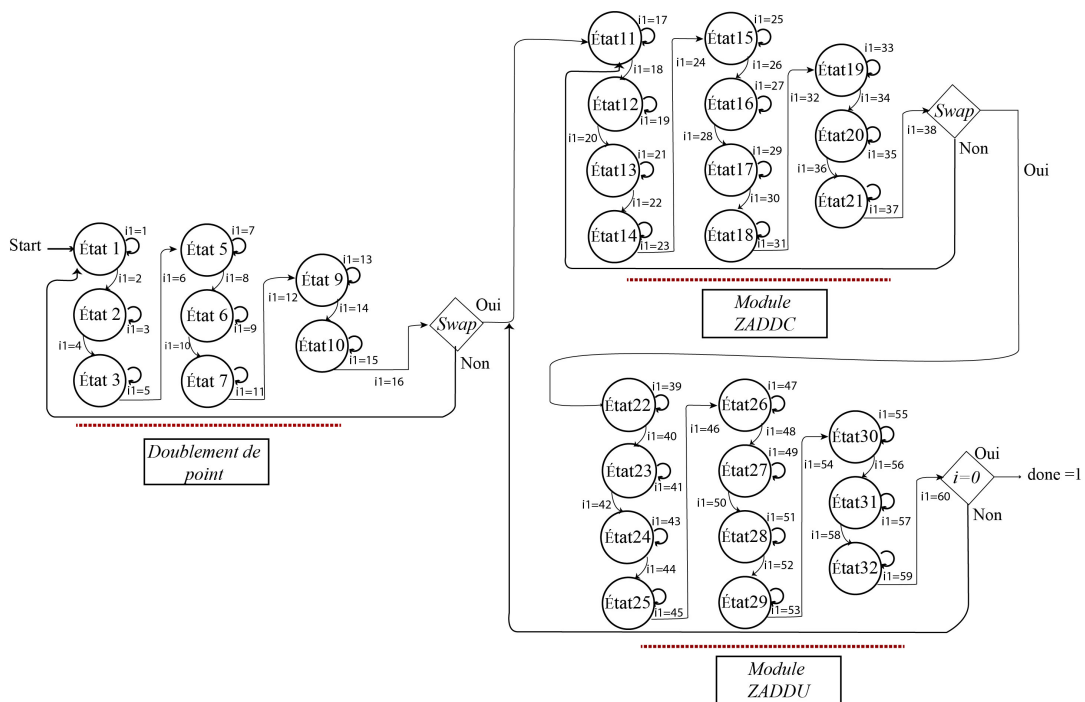 Start
État 1
i1=1
i1=2
État 2
i1=3
i1=4
État 3
i1=5
i1=6
État 5
i1=7
i1=8
État 6
i1=9
i1=10
État 7
i1=11
i1=12
État 9
i1=13
i1=14
État10
i1=15
i1=16
Swap
Oui
Non
Doublement de
point
État11
i1=17
i1=18
État12
i1=19
i1=20
État13
i1=21
i1=22
État14
i1=23
i1=24
État15
i1=25
i1=26
État16
i1=27
i1=28
État17
i1=29
i1=30
État18
i1=31
i1=32
État19
i1=33
i1=34
État20
i1=35
i1=36
État21
i1=37
i1=38
Swap
Non
Oui
Module
ZADDC
État22
i1=39
i1=40
État23
i1=41
i1=42
État24
i1=43
i1=44
État25
i1=45
i1=46
État26
i1=47
i1=48
État27
i1=49
i1=50
État28
i1=51
i1=52
État29
i1=53
i1=54
État30
i1=55
i1=56
État31
i1=57
i1=58
État32
i1=59
i1=60
i=0
Oui
Non
done =1
Module
ZADDU